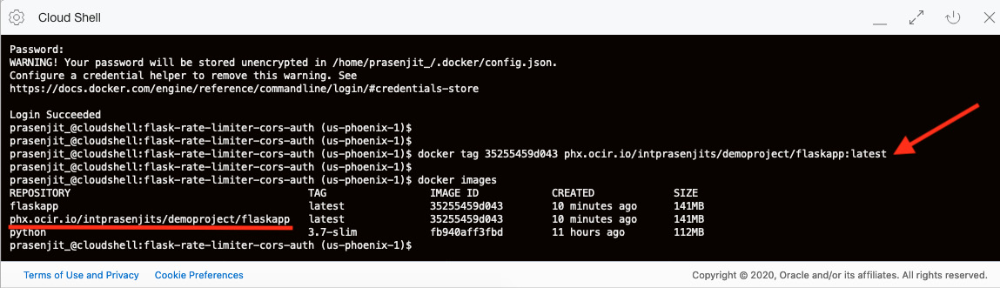 Cloud Shell
Password:
WARNING! Your password will be stored unencrypted in /home/prasenjit_/.docker/config.json.
Configure a credential helper to remove this warning. See
https://docs.docker.com/engine/reference/commandline/login/#credentials-store
Login Succeeded
prasenjit_@cloudshell:flask-rate-limiter-cors-auth (us-phoenix-1)$
prasenjit_@cloudshell:flask-rate-limiter-cors-auth (us-phoenix-1)$
prasenjit_@cloudshell:flask-rate-limiter-cors-auth (us-phoenix-1)$ docker tag 35255459d043 phx.ocir.io/intprasenjits/demoproject/flaskapp:latest
prasenjit_@cloudshell:flask-rate-limiter-cors-auth (us-phoenix-1)$
prasenjit_@cloudshell:flask-rate-limiter-cors-auth (us-phoenix-1)$ docker images
REPOSITORY TAG IMAGE ID CREATED SIZE
flaskapp latest 35255459d043 10 minutes ago 141MB
phx.ocir.io/intprasenjits/demoproject/flaskapp latest 35255459d043 10 minutes ago 141MB
python 3.7-slim fb940aff3fbd 11 hours ago 112MB
prasenjit_@cloudshell:flask-rate-limiter-cors-auth (us-phoenix-1)$
Terms of Use and Privacy Cookie Preferences Copyright © 2020, Oracle and/or its affiliates. All rights reserved.